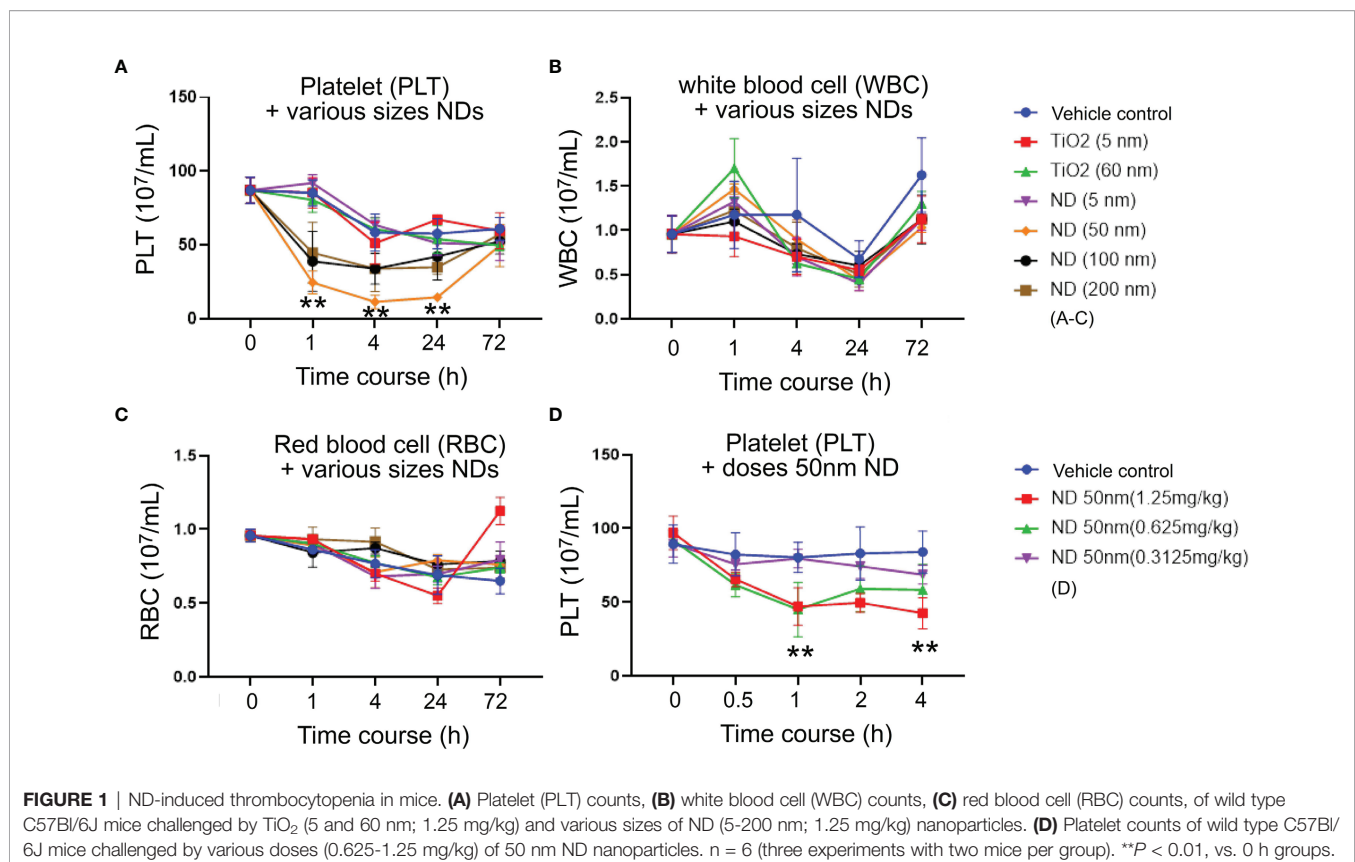 A
Platelet (PLT)
+ various sizes NDs
PLT (10⁷/mL)
150
100
50
0
**
**
**
0
1
4
24
72
Time course (h)
B
white blood cell (WBC)
+ various sizes NDs
WBC (10⁷/mL)
2.5
2.0
1.5
1.0
0.5
0.0
0
1
4
24
72
Time course (h)
Vehicle control
TiO2 (5 nm)
TiO2 (60 nm)
ND (5 nm)
ND (50 nm)
ND (100 nm)
ND (200 nm)
(A-C)
C
Red blood cell (RBC)
+ various sizes NDs
RBC (10⁷/mL)
1.5
1.0
0.5
0.0
0
1
4
24
72
Time course (h)
D
Platelet (PLT)
+ doses 50nm ND
PLT (10⁷/mL)
150
100
50
0
**
**
0
0.5
1
2
4
Time course (h)
Vehicle control
ND 50nm(1.25mg/kg)
ND 50nm(0.625mg/kg)
ND 50nm(0.3125mg/kg)
(D)
FIGURE 1 | ND-induced thrombocytopenia in mice. (A) Platelet (PLT) counts, (B) white blood cell (WBC) counts, (C) red blood cell (RBC) counts, of wild type
C57Bl/6J mice challenged by TiO₂ (5 and 60 nm; 1.25 mg/kg) and various sizes of ND (5-200 nm; 1.25 mg/kg) nanoparticles. (D) Platelet counts of wild type C57Bl/
6J mice challenged by various doses (0.625-1.25 mg/kg) of 50 nm ND nanoparticles. n = 6 (three experiments with two mice per group). **P < 0.01, vs. 0 h groups.